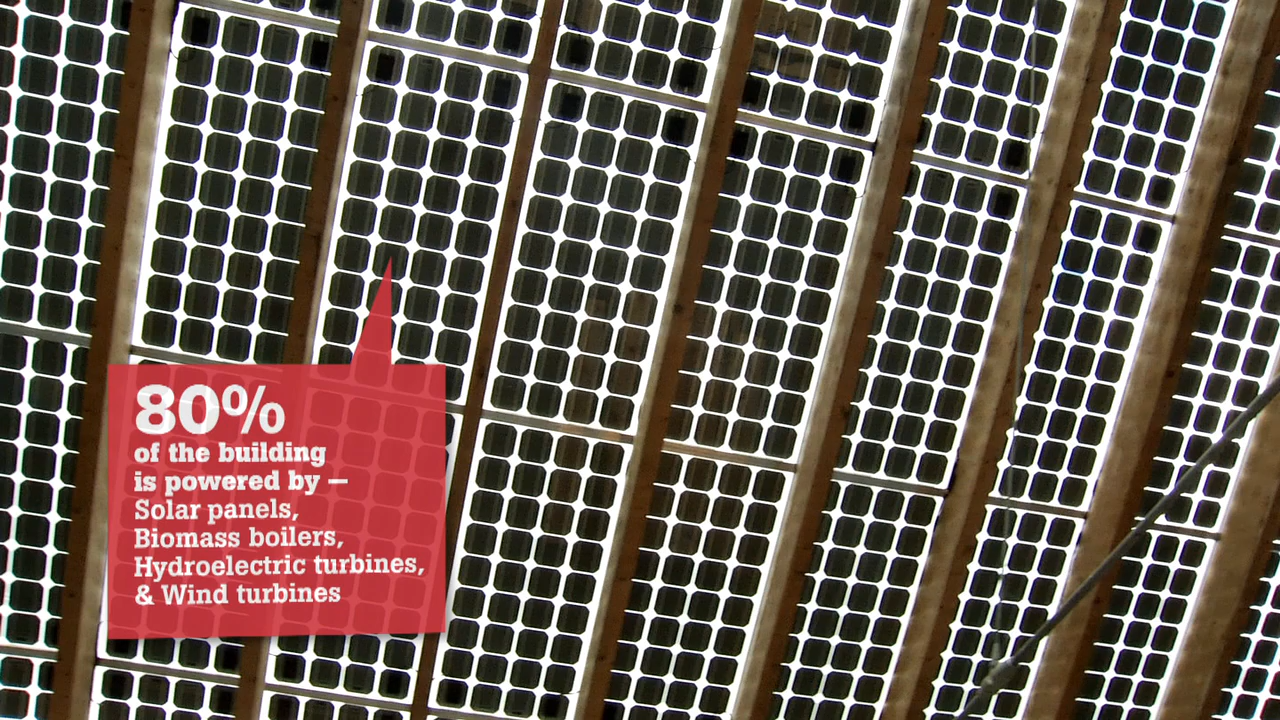 80%
of the building
is powered by —
Solar panels,
Biomass boilers,
Hydroelectric turbines,
& Wind turbines